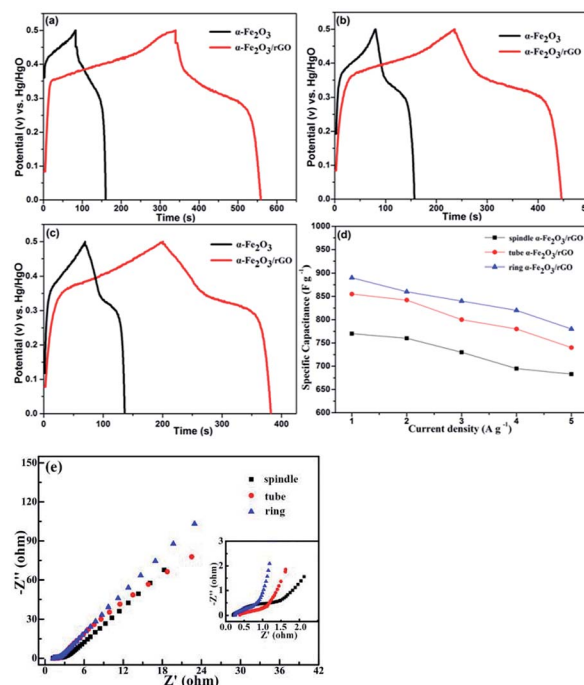 (a)
α-Fe2O3
α-Fe2O3/rGO
Potential (v) vs. Hg/HgO
0.5
0.4
0.3
0.2
0.1
0.0
0 100 200 300 400 500 600
Time (s)
(b)
α-Fe2O3
α-Fe2O3/rGO
Potential (v) vs. Hg/HgO
0.5
0.4
0.3
0.2
0.1
0.0
0 100 200 300 400
Time (s)
(c)
α-Fe2O3
α-Fe2O3/rGO
Potential (v) vs. Hg/HgO
0.5
0.4
0.3
0.2
0.1
0.0
0 100 200 300 400
Time (s)
(d)
spindle α-Fe2O3/rGO
tube α-Fe2O3/rGO
ring α-Fe2O3/rGO
Specific Capacitance (F g-1)
950
900
850
800
750
700
650
600
1 2 3 4 5
Current density (A g-1)
(e)
spindle
tube
ring
-Z'' (ohm)
150
120
90
60
30
0
0 6 12 18 24 30 36 42
Z' (ohm)
-Z'' (ohm)
3
2
1
0
0.0 0.5 1.0 1.5 2.0
Z' (ohm)